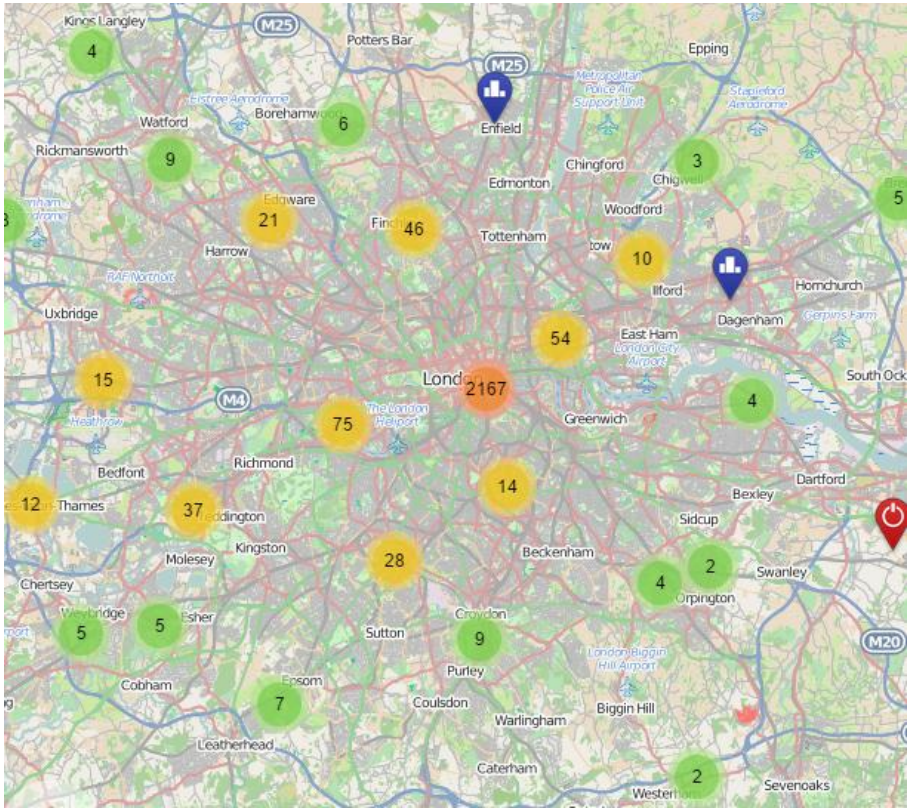 Kings Langley
M25
4
Potters Bar
Epping
M25
Metropolitan
Police Air
Support Unit
Stapleford
Aerodrome
Elstree Aerodrome
Borehamwood
6
Enfield
Watford
Rickmansworth
9
Chingford
3
Chigwell
Edmonton
5
Edgware
21
Finchley
46
Woodford
Tottenham
tow
10
Harrow
RAF Northolt
Ilford
Hornchurch
Uxbridge
Dagenham
Gerpins Farm
54
East Ham
London City
Airport
15
London
2167
South Ock
M4
The London
Heliport
4
Heathrow
75
Greenwich
Richmond
Bedfont
14
Dartford
Bexley
12
-Thames
37
Teddington
Sidcup
Kingston
Molesey
28
Beckenham
2
Swanley
4
Chertsey
Orpington
Weybridge
5
5
Esher
Croydon
Sutton
9
M20
Purley
London Biggin
Hill Airport
Cobham
Epsom
7
Coulsdon
Biggin Hill
Warlingham
Leatherhead
Caterham
2
Westerham
Sevenoaks